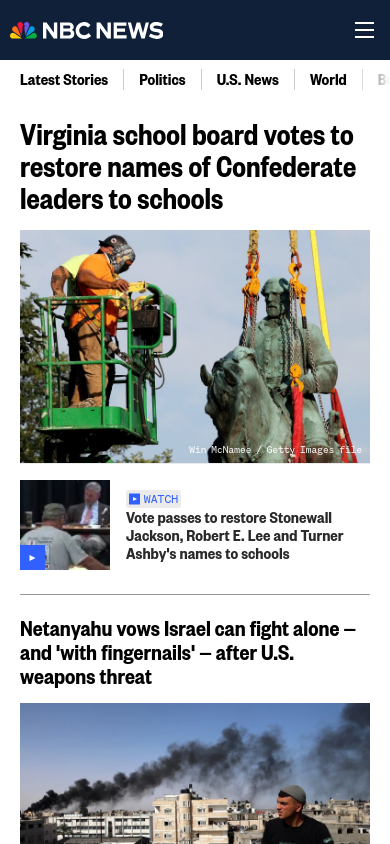 NBC NEWS
Latest Stories
Politics
U.S. News
World
Virginia school board votes to
restore names of Confederate
leaders to schools
Win McNamee / Getty Images file
WATCH
Vote passes to restore Stonewall
Jackson, Robert E. Lee and Turner
Ashby's names to schools
Netanyahu vows Israel can fight alone —
and 'with fingernails' — after U.S.
weapons threat